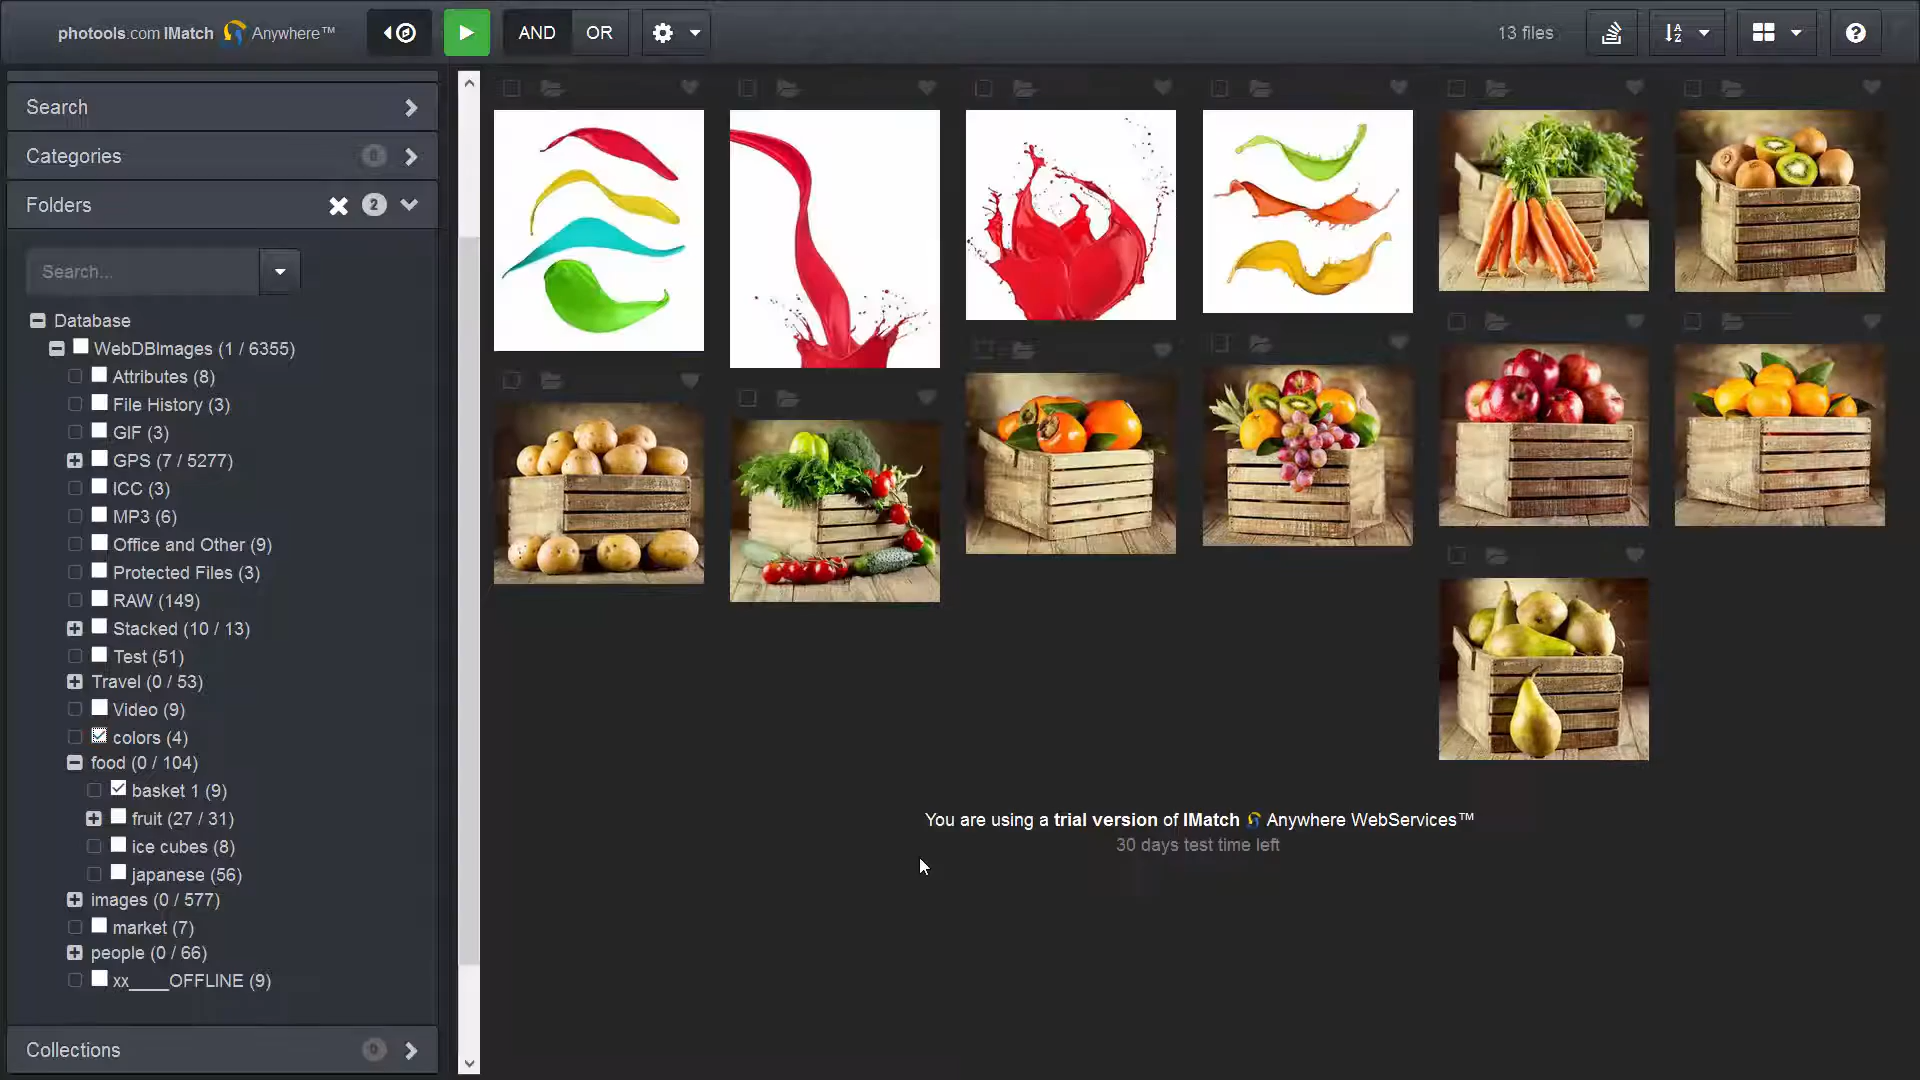 photools.com IMatch Anywhere™
AND
OR
13 files
Search
Categories
0
Folders
2
Search...
Database
WebDBImages (1 / 6355)
Attributes (8)
File History (3)
GIF (3)
GPS (7 / 5277)
ICC (3)
MP3 (6)
Office and Other (9)
Protected Files (3)
RAW (149)
Stacked (10 / 13)
Test (51)
Travel (0 / 53)
Video (9)
colors (4)
food (0 / 104)
basket 1 (9)
fruit (27 / 31)
ice cubes (8)
japanese (56)
images (0 / 577)
market (7)
people (0 / 66)
xx____OFFLINE (9)
Collections
0
You are using a trial version of IMatch Anywhere WebServices™
30 days test time left